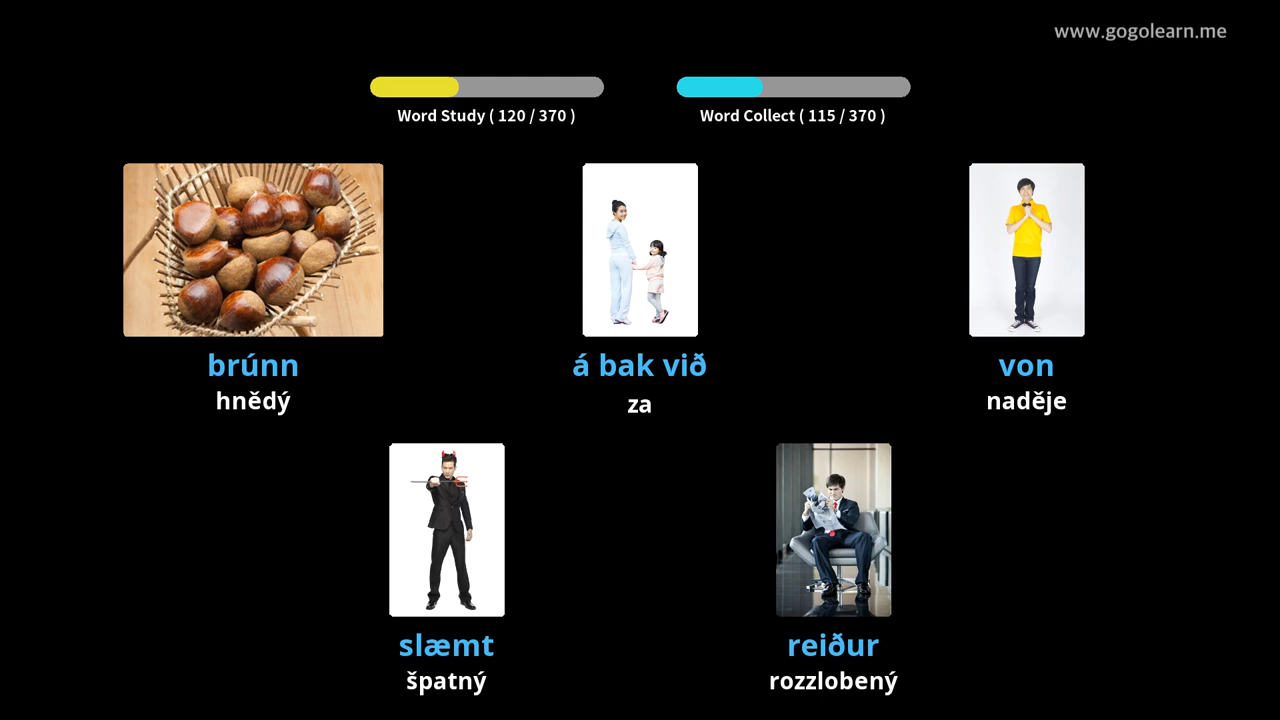 www.gogolearn.me
Word Study ( 120 / 370 )
Word Collect ( 115 / 370 )
brúnn
hnědý
á bak við
za
von
naděje
slæmt
špatný
reiður
rozzlobený